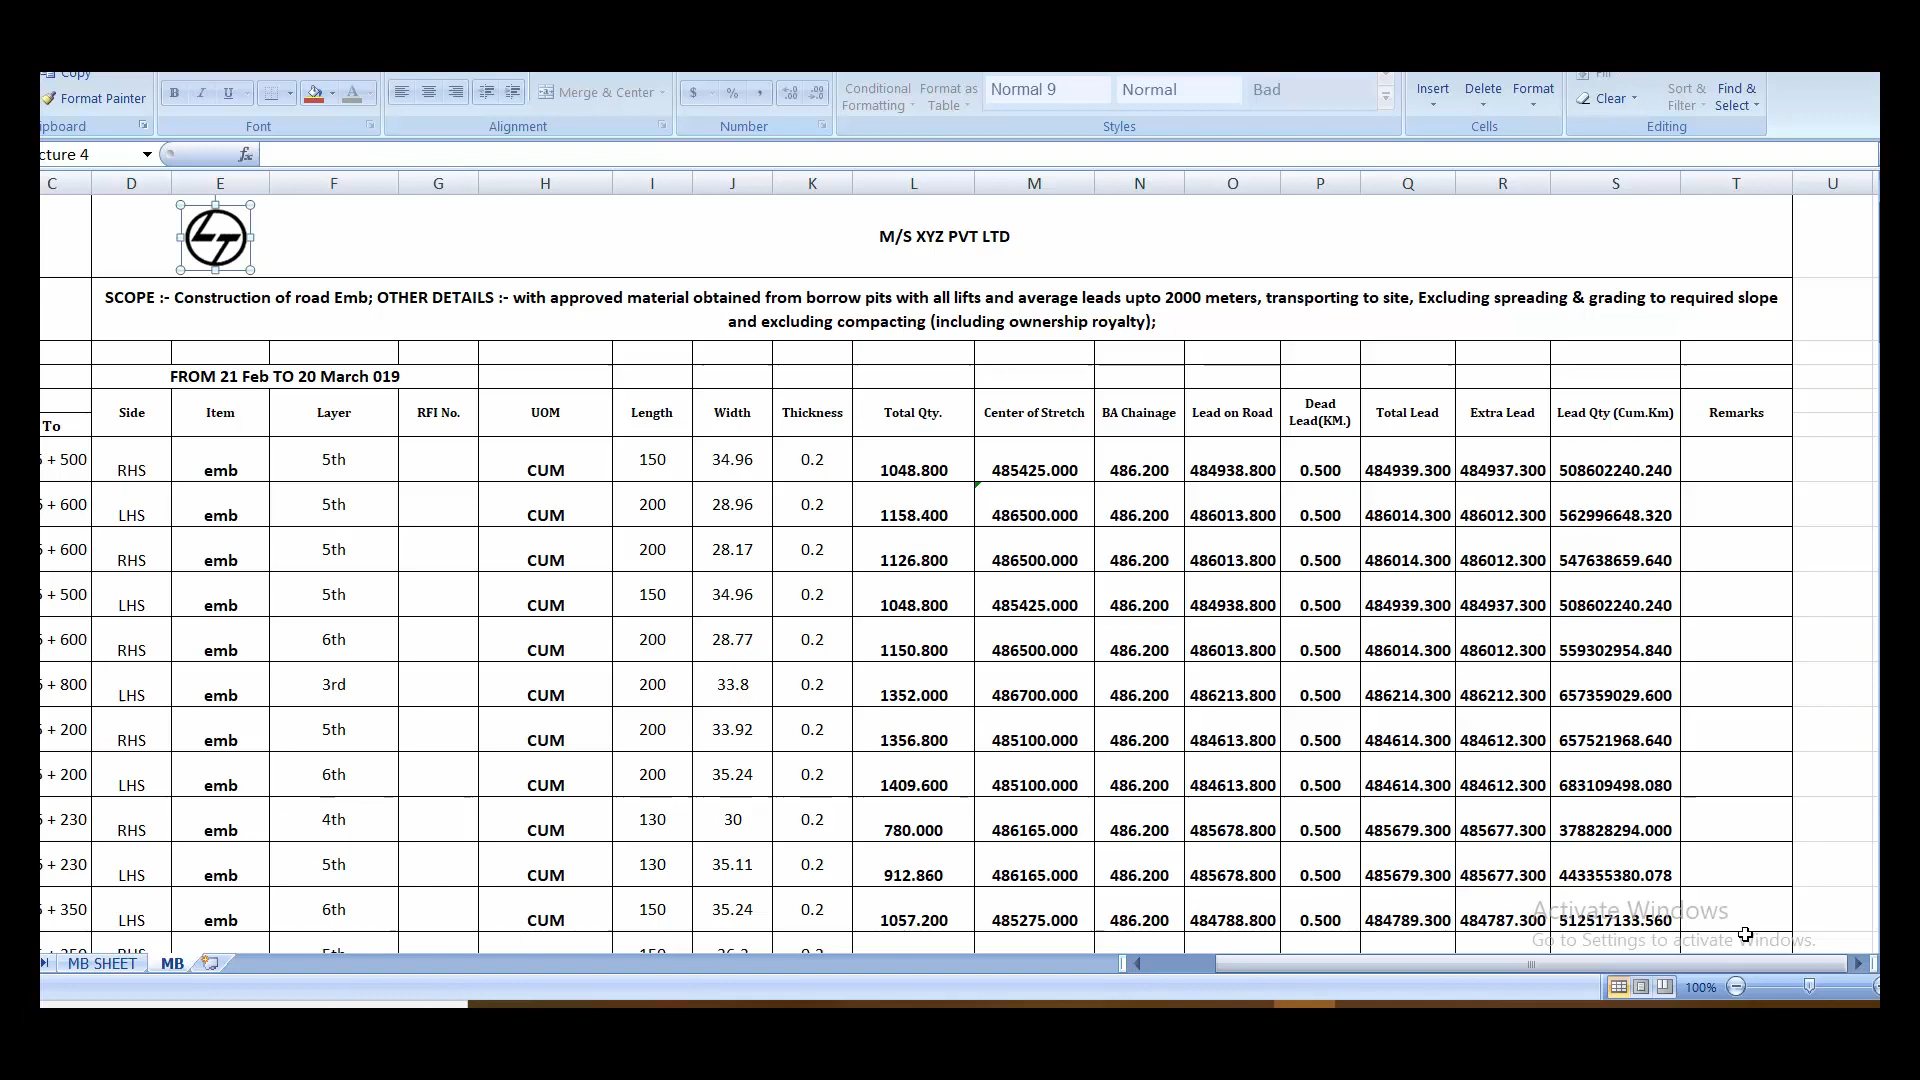 Copy
Format Painter
B I U A
Merge & Center
$ % ,
Conditional Formatting
Format as Table
Normal 9 Normal Bad
Insert Delete Format
Fill
Clear
Sort & Filter
Find & Select
ipboard Font Alignment Number Styles Cells Editing
cture 4 fx
C D E F G H I J K L M N O P Q R S T U
LT
M/S XYZ PVT LTD
SCOPE :- Construction of road Emb; OTHER DETAILS :- with approved material obtained from borrow pits with all lifts and average leads upto 2000 meters, transporting to site, Excluding spreading & grading to required slope
and excluding compacting (including ownership royalty);
FROM 21 Feb TO 20 March 019
To Side Item Layer RFI No. UOM Length Width Thickness Total Qty. Center of Stretch BA Chainage Lead on Road Dead Lead(KM.) Total Lead Extra Lead Lead Qty (Cum.Km) Remarks
+ 500 RHS emb 5th CUM 150 34.96 0.2 1048.800 485425.000 486.200 484938.800 0.500 484939.300 484937.300 508602240.240
+ 600 LHS emb 5th CUM 200 28.96 0.2 1158.400 486500.000 486.200 486013.800 0.500 486014.300 486012.300 562996648.320
+ 600 RHS emb 5th CUM 200 28.17 0.2 1126.800 486500.000 486.200 486013.800 0.500 486014.300 486012.300 547638659.640
+ 500 LHS emb 5th CUM 150 34.96 0.2 1048.800 485425.000 486.200 484938.800 0.500 484939.300 484937.300 508602240.240
+ 600 RHS emb 6th CUM 200 28.77 0.2 1150.800 486500.000 486.200 486013.800 0.500 486014.300 486012.300 559302954.840
+ 800 LHS emb 3rd CUM 200 33.8 0.2 1352.000 486700.000 486.200 486213.800 0.500 486214.300 486212.300 657359029.600
+ 200 RHS emb 5th CUM 200 33.92 0.2 1356.800 485100.000 486.200 484613.800 0.500 484614.300 484612.300 657521968.640
+ 200 LHS emb 6th CUM 200 35.24 0.2 1409.600 485100.000 486.200 484613.800 0.500 484614.300 484612.300 683109498.080
+ 230 RHS emb 4th CUM 130 30 0.2 780.000 486165.000 486.200 485678.800 0.500 485679.300 485677.300 378828294.000
+ 230 LHS emb 5th CUM 130 35.11 0.2 912.860 486165.000 486.200 485678.800 0.500 485679.300 485677.300 443355380.078
+ 350 LHS emb 6th CUM 150 35.24 0.2 1057.200 485275.000 486.200 484788.800 0.500 484789.300 484787.300 512517133.560
Activate Windows
Go to Settings to activate Windows.
MB SHEET MB
100%